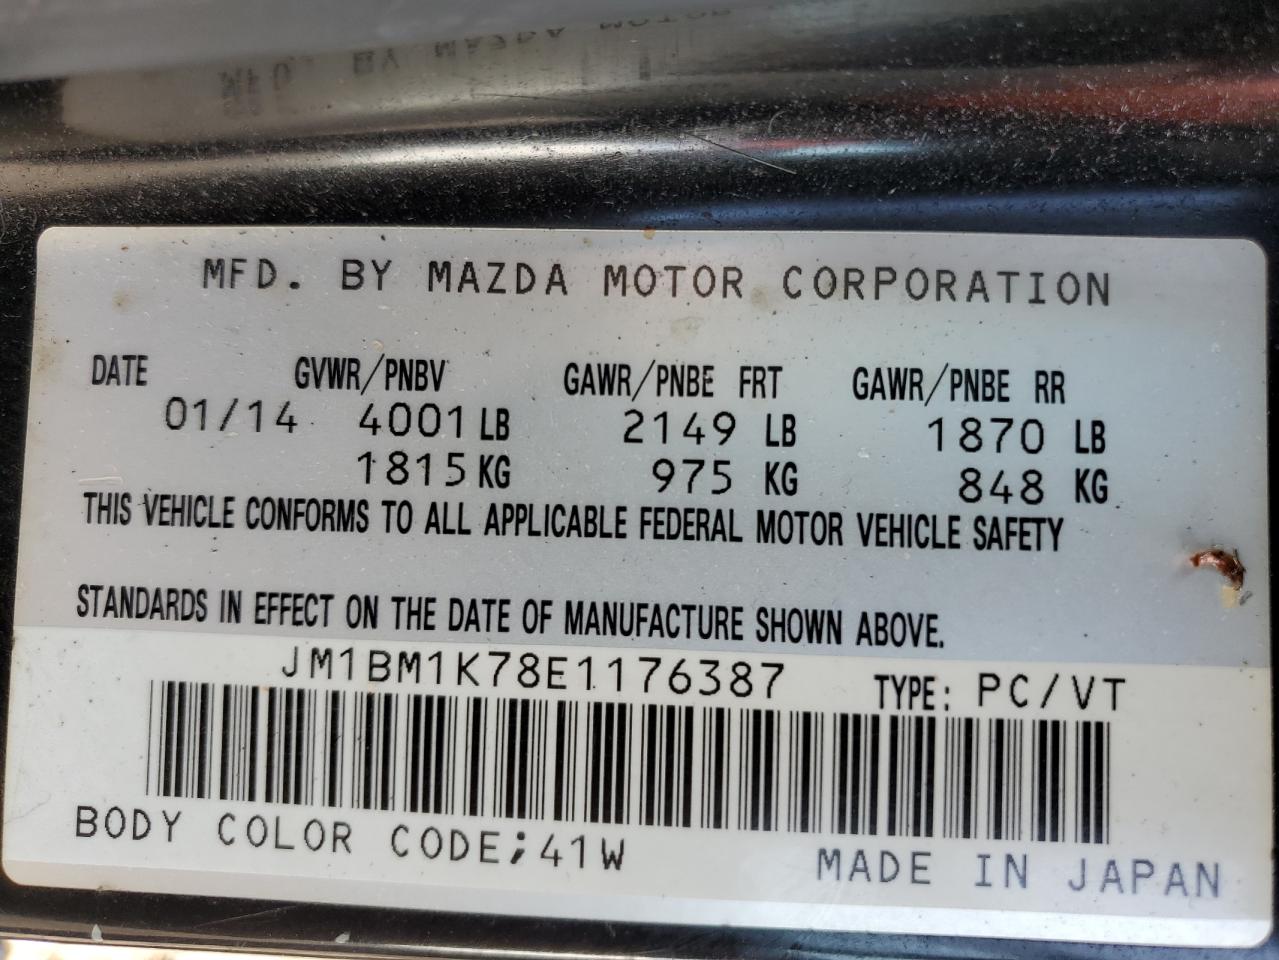 MFD. BY MAZDA MOTOR CORPORATION
DATE GVWR/PNBV GAWR/PNBE FRT GAWR/PNBE RR
01/14 4001 LB 2149 LB 1870 LB
1815 KG 975 KG 848 KG
THIS VEHICLE CONFORMS TO ALL APPLICABLE FEDERAL MOTOR VEHICLE SAFETY
STANDARDS IN EFFECT ON THE DATE OF MANUFACTURE SHOWN ABOVE.
JM1BM1K78E1176387 TYPE: PC/VT
BODY COLOR CODE;41W
MADE IN JAPAN